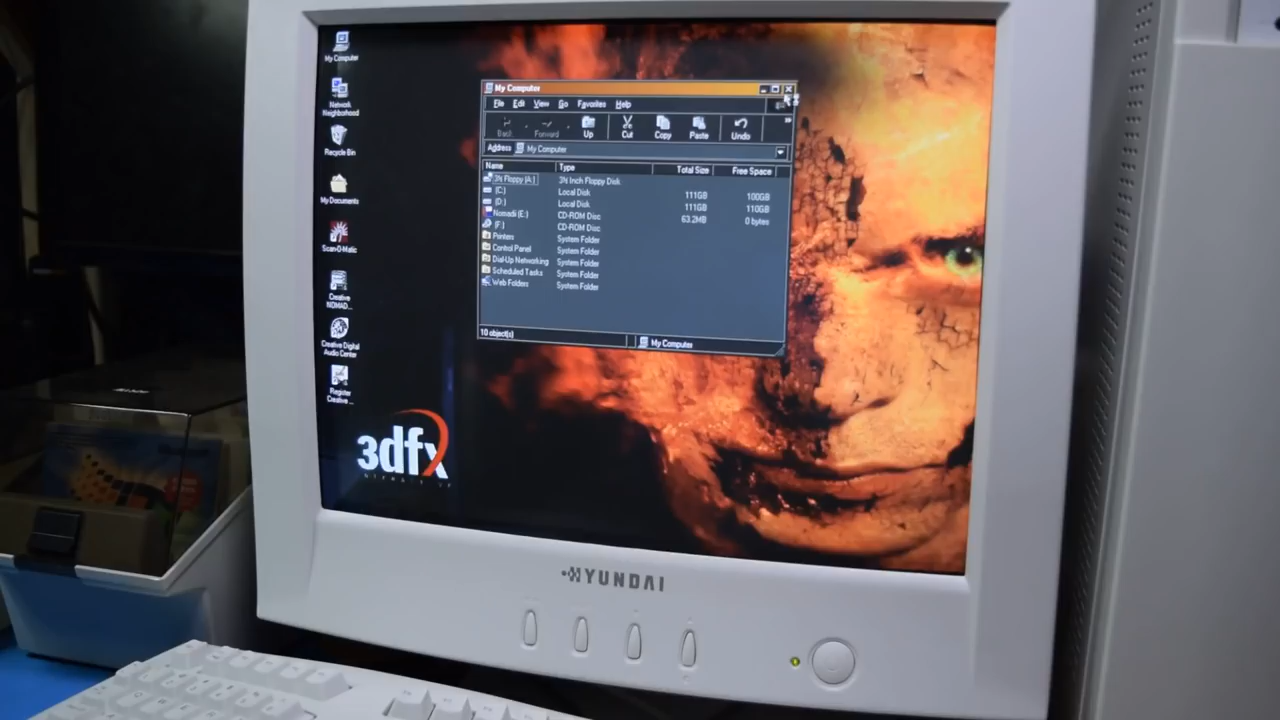 My Computer
Network
Neighborhood
Recycle Bin
My Documents
Scan-O-Matic
Creative
NOMAD...
Creative Digital
Audio Center
Register
Creative ...
My Computer
File Edit View Go Favorites Help
Back Forward Up Cut Copy Paste Undo »
Address My Computer
Name Type Total Size Free Space
3½ Floppy (A:) 3½ Inch Floppy Disk
(C:) Local Disk 111GB 100GB
(D:) Local Disk 111GB 110GB
NomadII (E:) CD-ROM Disc 63.2MB 0 bytes
(F:) CD-ROM Disc
Printers System Folder
Control Panel System Folder
Dial-Up Networking System Folder
Scheduled Tasks System Folder
Web Folders System Folder
10 object(s) My Computer
3dfx
HYUNDAI